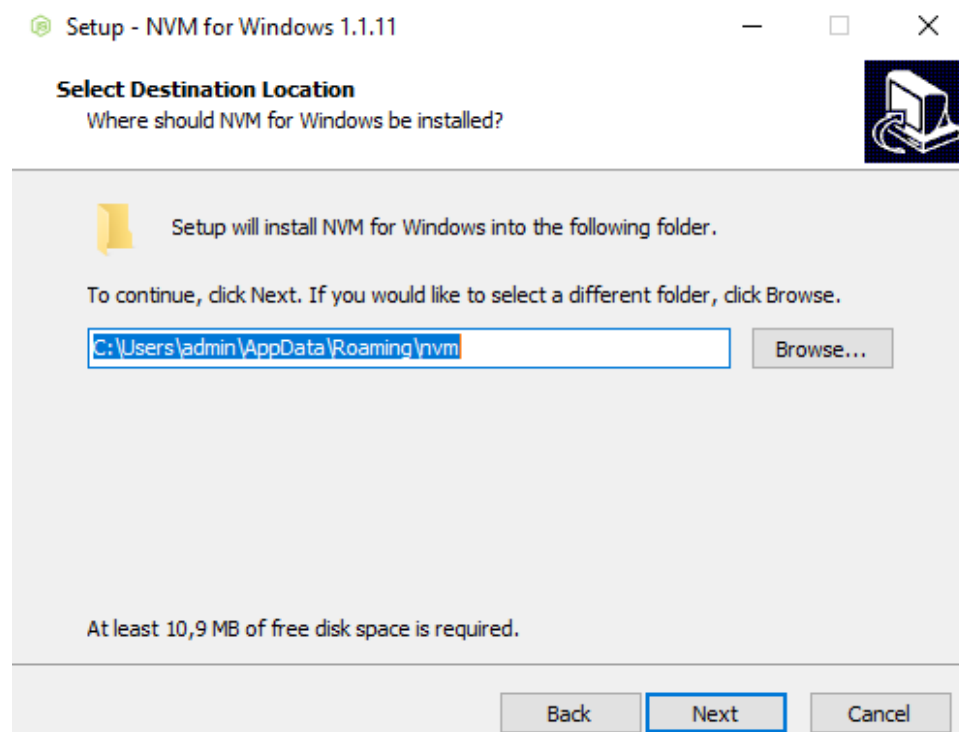 Setup - NVM for Windows 1.1.11
Select Destination Location
Where should NVM for Windows be installed?
Setup will install NVM for Windows into the following folder.
To continue, click Next. If you would like to select a different folder, click Browse.
C:\Users\admin\AppData\Roaming\nvm
Browse...
At least 10,9 MB of free disk space is required.
Back
Next
Cancel